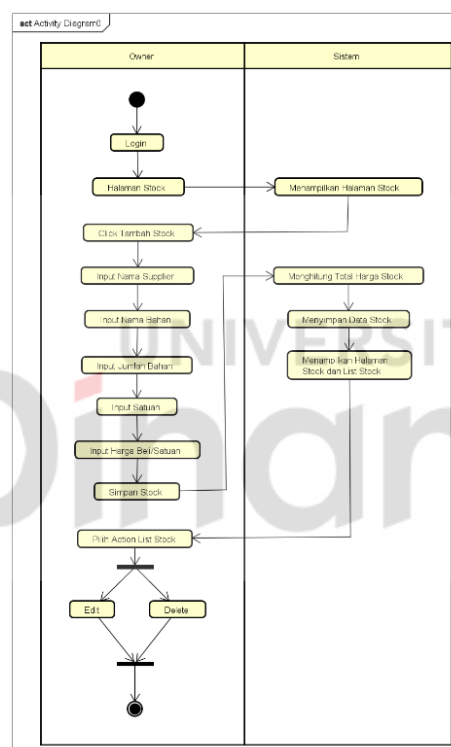 act Activity Diagram0
Owner
Sistem
Login
Halaman Stock
Menampilkan Halaman Stock
Click Tambah Stock
Input Nama Supplier
Menghitung Total Harga Stock
Input Nama Bahan
Menyimpan Data Stock
UNIVERSIT
Input Jumlah Bahan
Menampilkan Halaman
Stock dan List Stock
Input Satuan
Dinam
Input Harga Beli/Satuan
Simpan Stock
Pilih Action List Stock
Edit
Delete